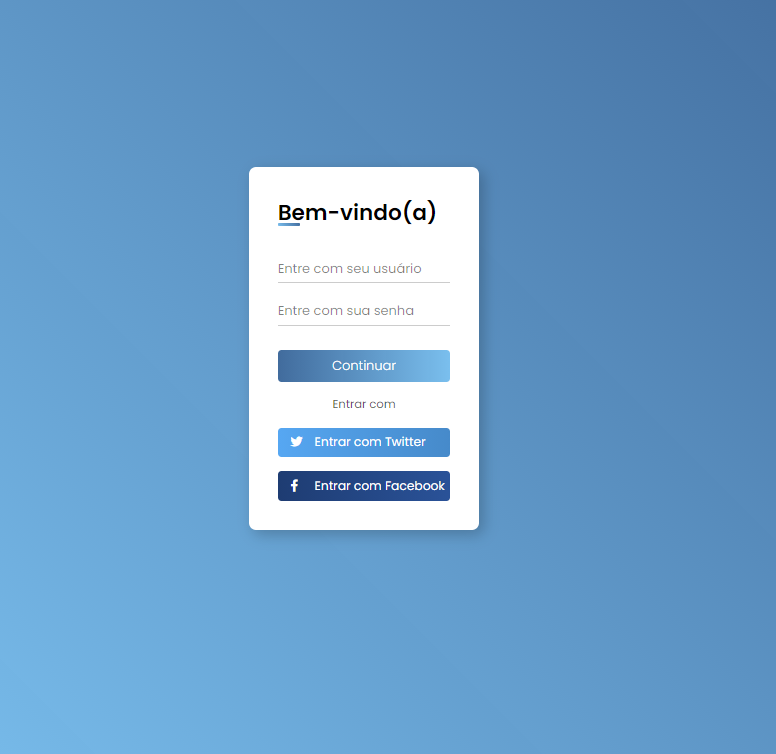 Bem-vindo(a)
Entre com seu usuário
Entre com sua senha
Continuar
Entrar com
Entrar com Twitter
Entrar com Facebook